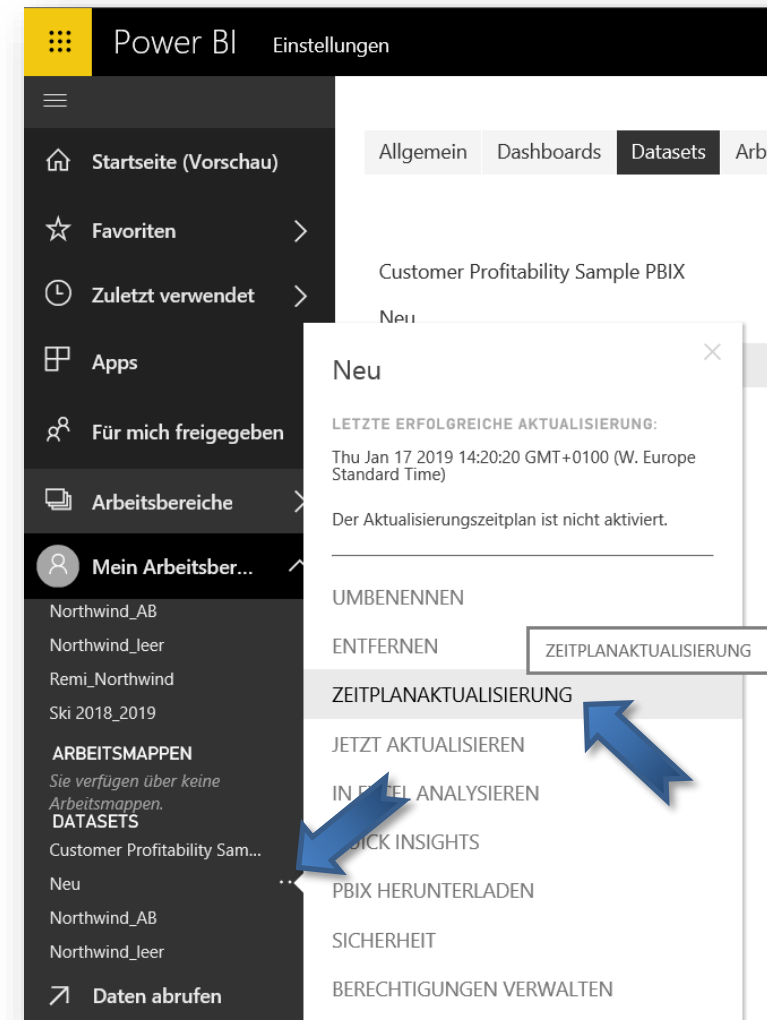 Power BI Einstellungen
Startseite (Vorschau)
Favoriten
Zuletzt verwendet
Apps
Für mich freigegeben
Arbeitsbereiche
Mein Arbeitsber...
Northwind_AB
Northwind_leer
Remi_Northwind
Ski 2018_2019
ARBEITSMAPPEN
Sie verfügen über keine
Arbeitsmappen.
DATASETS
Customer Profitability Sam...
Neu
Northwind_AB
Northwind_leer
Daten abrufen
Allgemein Dashboards Datasets Arb
Customer Profitability Sample PBIX
Neu
Neu
LETZTE ERFOLGREICHE AKTUALISIERUNG:
Thu Jan 17 2019 14:20:20 GMT+0100 (W. Europe
Standard Time)
Der Aktualisierungszeitplan ist nicht aktiviert.
UMBENENNEN
ENTFERNEN
ZEITPLANAKTUALISIERUNG
ZEITPLANAKTUALISIERUNG
JETZT AKTUALISIEREN
IN EXCEL ANALYSIEREN
QUICK INSIGHTS
PBIX HERUNTERLADEN
SICHERHEIT
BERECHTIGUNGEN VERWALTEN